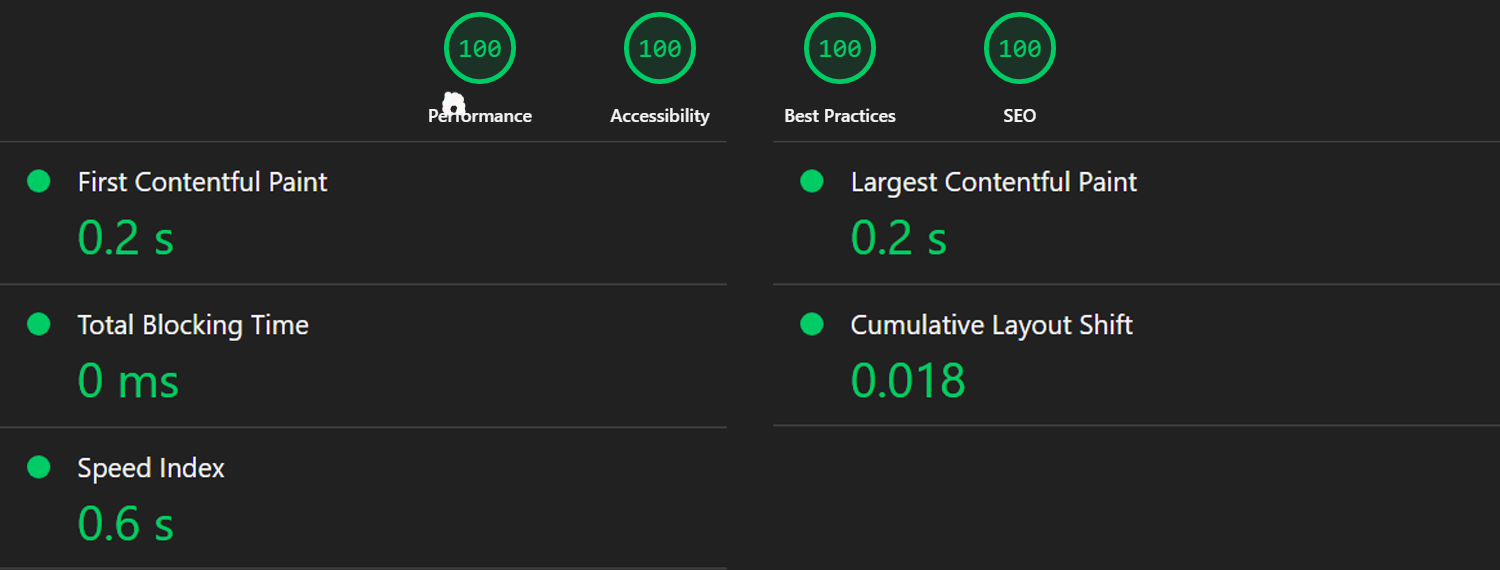 100 100 100 100
Performance Accessibility Best Practices SEO
First Contentful Paint
0.2 s
Largest Contentful Paint
0.2 s
Total Blocking Time
0 ms
Cumulative Layout Shift
0.018
Speed Index
0.6 s